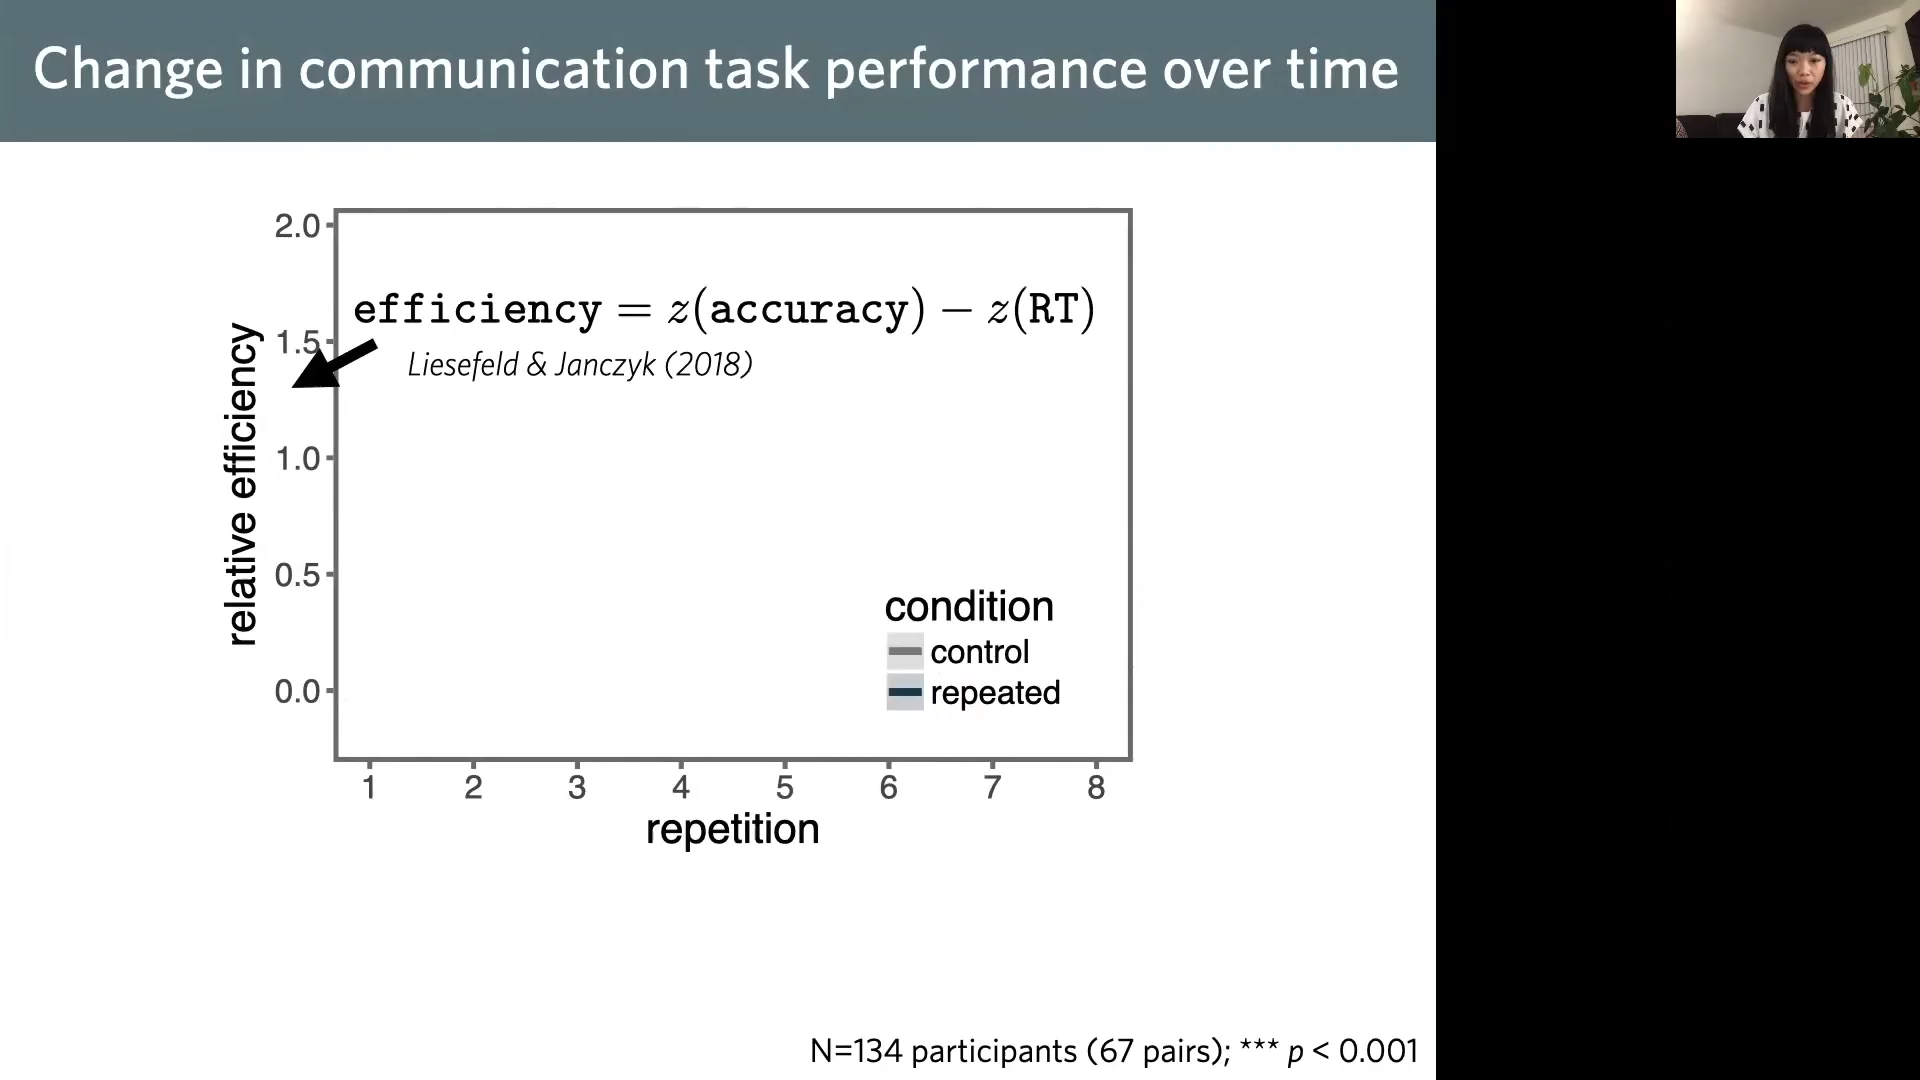 Change in communication task performance over time
2.0
efficiency = z(accuracy) − z(RT)
1.5
Liesefeld & Janczyk (2018)
relative efficiency
1.0
0.5
condition
control
repeated
0.0
1 2 3 4 5 6 7 8
repetition
N=134 participants (67 pairs); *** p < 0.001